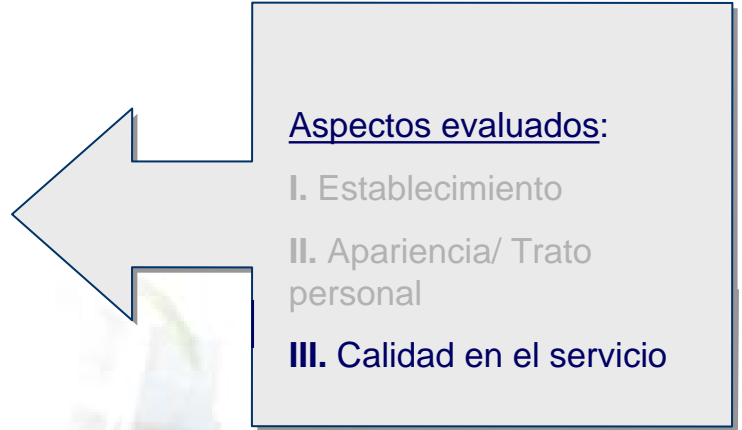 Aspectos evaluados:
I. Establecimiento
II. Apariencia/ Trato
personal
III. Calidad en el servicio